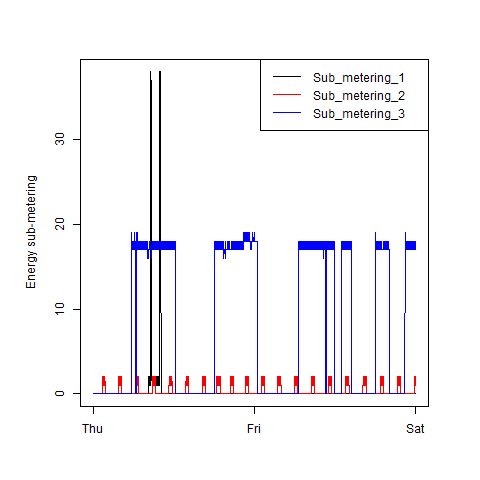 Sub_metering_1
Sub_metering_2
Sub_metering_3
Energy sub-metering
30
20
10
0
Thu Fri Sat